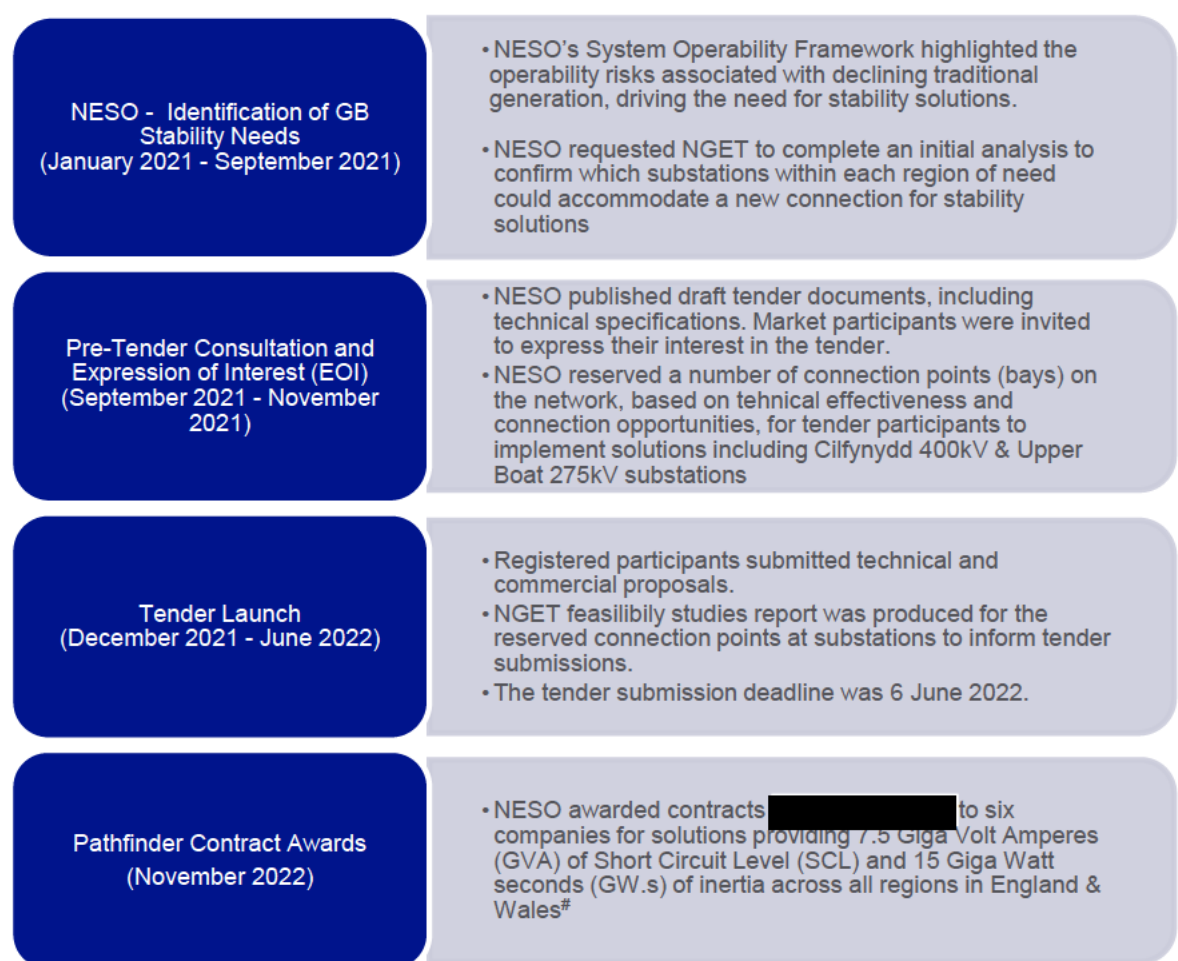 NESO - Identification of GB
Stability Needs
(January 2021 - September 2021)
• NESO's System Operability Framework highlighted the
operability risks associated with declining traditional
generation, driving the need for stability solutions.
• NESO requested NGET to complete an initial analysis to
confirm which substations within each region of need
could accommodate a new connection for stability
solutions
Pre-Tender Consultation and
Expression of Interest (EOI)
(September 2021 - November
2021)
• NESO published draft tender documents, including
technical specifications. Market participants were invited
to express their interest in the tender.
• NESO reserved a number of connection points (bays) on
the network, based on tehnical effectiveness and
connection opportunities, for tender participants to
implement solutions including Cilfynydd 400kV & Upper
Boat 275kV substations
Tender Launch
(December 2021 - June 2022)
• Registered participants submitted technical and
commercial proposals.
• NGET feasilibily studies report was produced for the
reserved connection points at substations to inform tender
submissions.
• The tender submission deadline was 6 June 2022.
Pathfinder Contract Awards
(November 2022)
• NESO awarded contracts to six
companies for solutions providing 7.5 Giga Volt Amperes
(GVA) of Short Circuit Level (SCL) and 15 Giga Watt
seconds (GW.s) of inertia across all regions in England &
Wales#